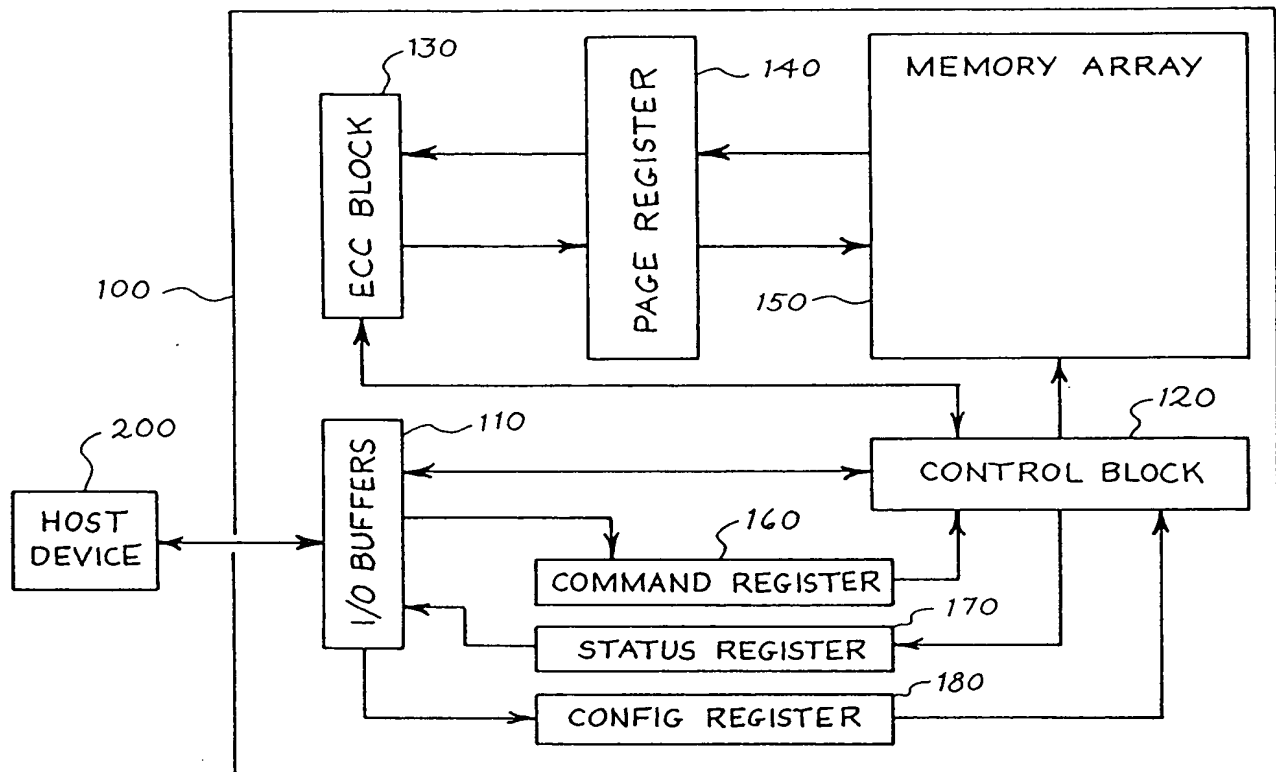 130
140
MEMORY ARRAY
ECC BLOCK
PAGE REGISTER
100
150
200
110
120
HOST
DEVICE
I/O BUFFERS
CONTROL BLOCK
160
COMMAND REGISTER
170
STATUS REGISTER
180
CONFIG REGISTER